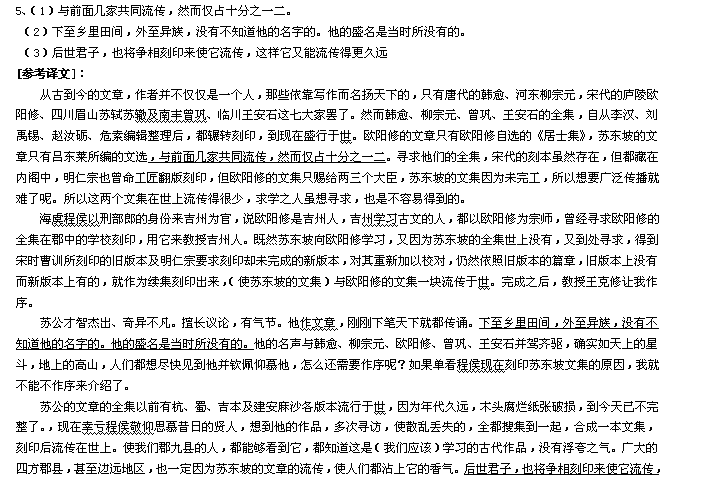 5、（1）与前面几家共同流传，然而仅占十分之一二。
（2）下至乡里田间，外至异族，没有不知道他的名字的。他的盛名是当时所没有的。
（3）后世君子，也将争相刻印来使它流传，这样它又能流传得更久远
[参考译文]：
从古到今的文章，作者并不仅仅是一个人，那些依靠写作而名扬天下的，只有唐代的韩愈、河东柳宗元，宋代的庐陵欧
阳修、四川眉山苏轼苏辙及南丰曾巩、临川王安石这七大家罢了。然而韩愈、柳宗元、曾巩、王安石的全集，自从李汉、刘
禹锡、赵汝砺、危素编辑整理后，都辗转刻印，到现在盛行于世。欧阳修的文章只有欧阳修自选的《居士集》，苏东坡的文
章只有吕东莱所编的文选，与前面几家共同流传，然而仅占十分之一二。寻求他们的全集，宋代的刻本虽然存在，但都藏在
内阁中，明仁宗也曾命工匠翻版刻印，但欧阳修的文集只赐给两三个大臣，苏东坡的文集因为未完工，所以想要广泛传播就
难了呢。所以这两个文集在世上流传得很少，求学之人虽想寻求，也是不容易得到的。
海虞程侯以刑部郎的身份来吉州为官，说欧阳修是吉州人，吉州学习古文的人，都以欧阳修为宗师，曾经寻求欧阳修的
全集在郡中的学校刻印，用它来教授吉州人。既然苏东坡向欧阳修学习，又因为苏东坡的全集世上没有，又到处寻求，得到
宋时曹训所刻印的旧版本及明仁宗要求刻印却未完成的新版本，对其重新加以校对，仍然依照旧版本的篇章，旧版本上没有
而新版本上有的，就作为续集刻印出来，（使苏东坡的文集）与欧阳修的文集一块流传于世。完成之后，教授王克修让我作
序。
苏公才智杰出、奇异不凡。擅长议论，有气节。他作文章，刚刚下笔天下就都传诵。下至乡里田间，外至异族，没有不
知道他的名字的。他的盛名是当时所没有的。他的名声与韩愈、柳宗元、欧阳修、曾巩、王安石并驾齐驱，确实如天上的星
斗，地上的高山，人们都想尽快见到他并钦佩仰慕他，怎么还需要作序呢？如果单看程侯现在刻印苏东坡文集的原因，我就
不能不作序来介绍了。
苏公的文章的全集以前有杭、蜀、吉本及建安麻沙各版本流行于世，因为年代久远，木头腐烂纸张破损，到今天已不完
整了。，现在幸亏程侯敬仰思慕昔日的贤人，想到他的作品，多次寻访，使散乱丢失的，全都搜集到一起，合成一本文集，
刻印后流传在世上。使我们郡九县的人，都能够看到它，都知道这是（我们应该）学习的古代作品，没有浮夸之气。广大的
四方郡县，甚至边远地区，也一定因为苏东坡的文章的流传，使人们都沾上它的香气。后世君子，也将争相刻印来使它流传，